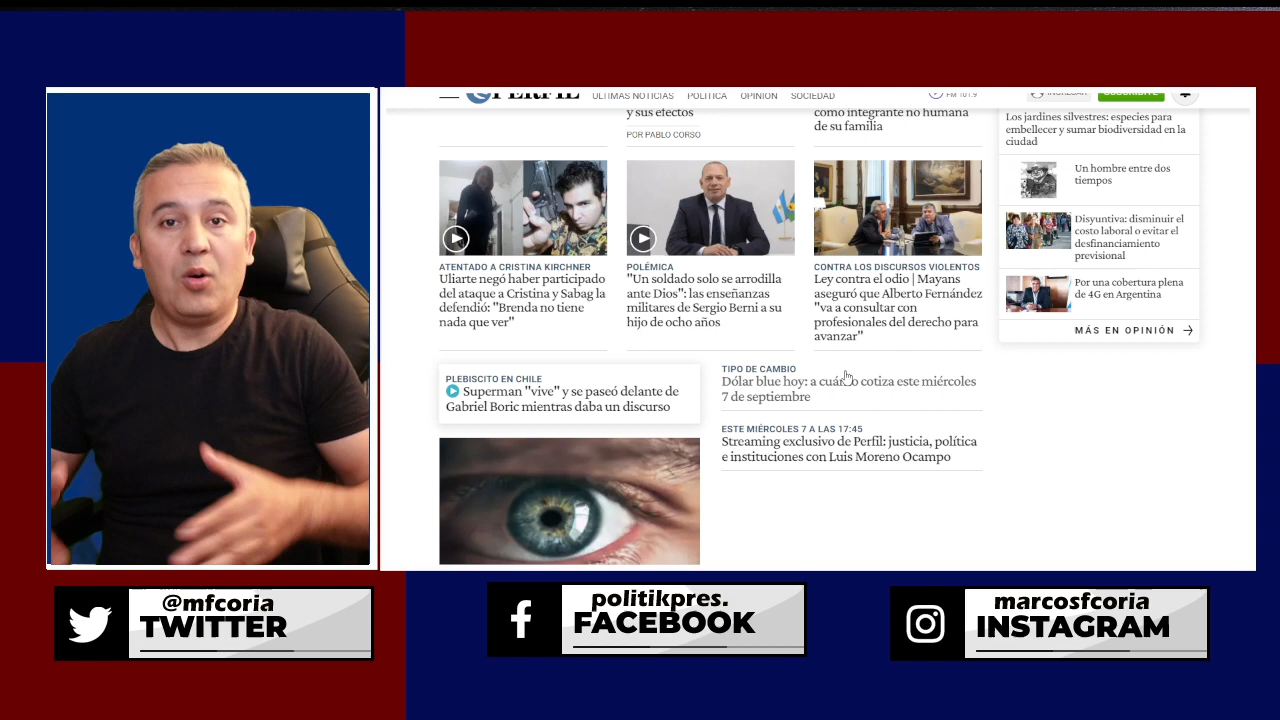 PERFIL
ULTIMAS NOTICIAS
POLITICA
OPINION
SOCIEDAD
FM 101.9
INGRESAR
SUSCRIBITE
y sus efectos
POR PABLO CORSO
como integrante no humana
de su familia
Los jardines silvestres: especies para
embellecer y sumar biodiversidad en la
ciudad
Un hombre entre dos
tiempos
Disyuntiva: disminuir el
costo laboral o evitar el
desfinanciamiento
previsional
Por una cobertura plena
de 4G en Argentina
MÁS EN OPINIÓN
ATENTADO A CRISTINA KIRCHNER
Uliarte negó haber participado
del ataque a Cristina y Sabag la
defendió: "Brenda no tiene
nada que ver"
POLÉMICA
"Un soldado solo se arrodilla
ante Dios": las enseñanzas
militares de Sergio Berni a su
hijo de ocho años
CONTRA LOS DISCURSOS VIOLENTOS
Ley contra el odio | Mayans
aseguró que Alberto Fernández
"va a consultar con
profesionales del derecho para
avanzar"
PLEBISCITO EN CHILE
Superman "vive" y se paseó delante de
Gabriel Boric mientras daba un discurso
TIPO DE CAMBIO
Dólar blue hoy: a cuánto cotiza este miércoles
7 de septiembre
ESTE MIÉRCOLES 7 A LAS 17:45
Streaming exclusivo de Perfil: justicia, política
e instituciones con Luis Moreno Ocampo
@mfcoria
TWITTER
politikpres.
FACEBOOK
marcosfcoria
INSTAGRAM